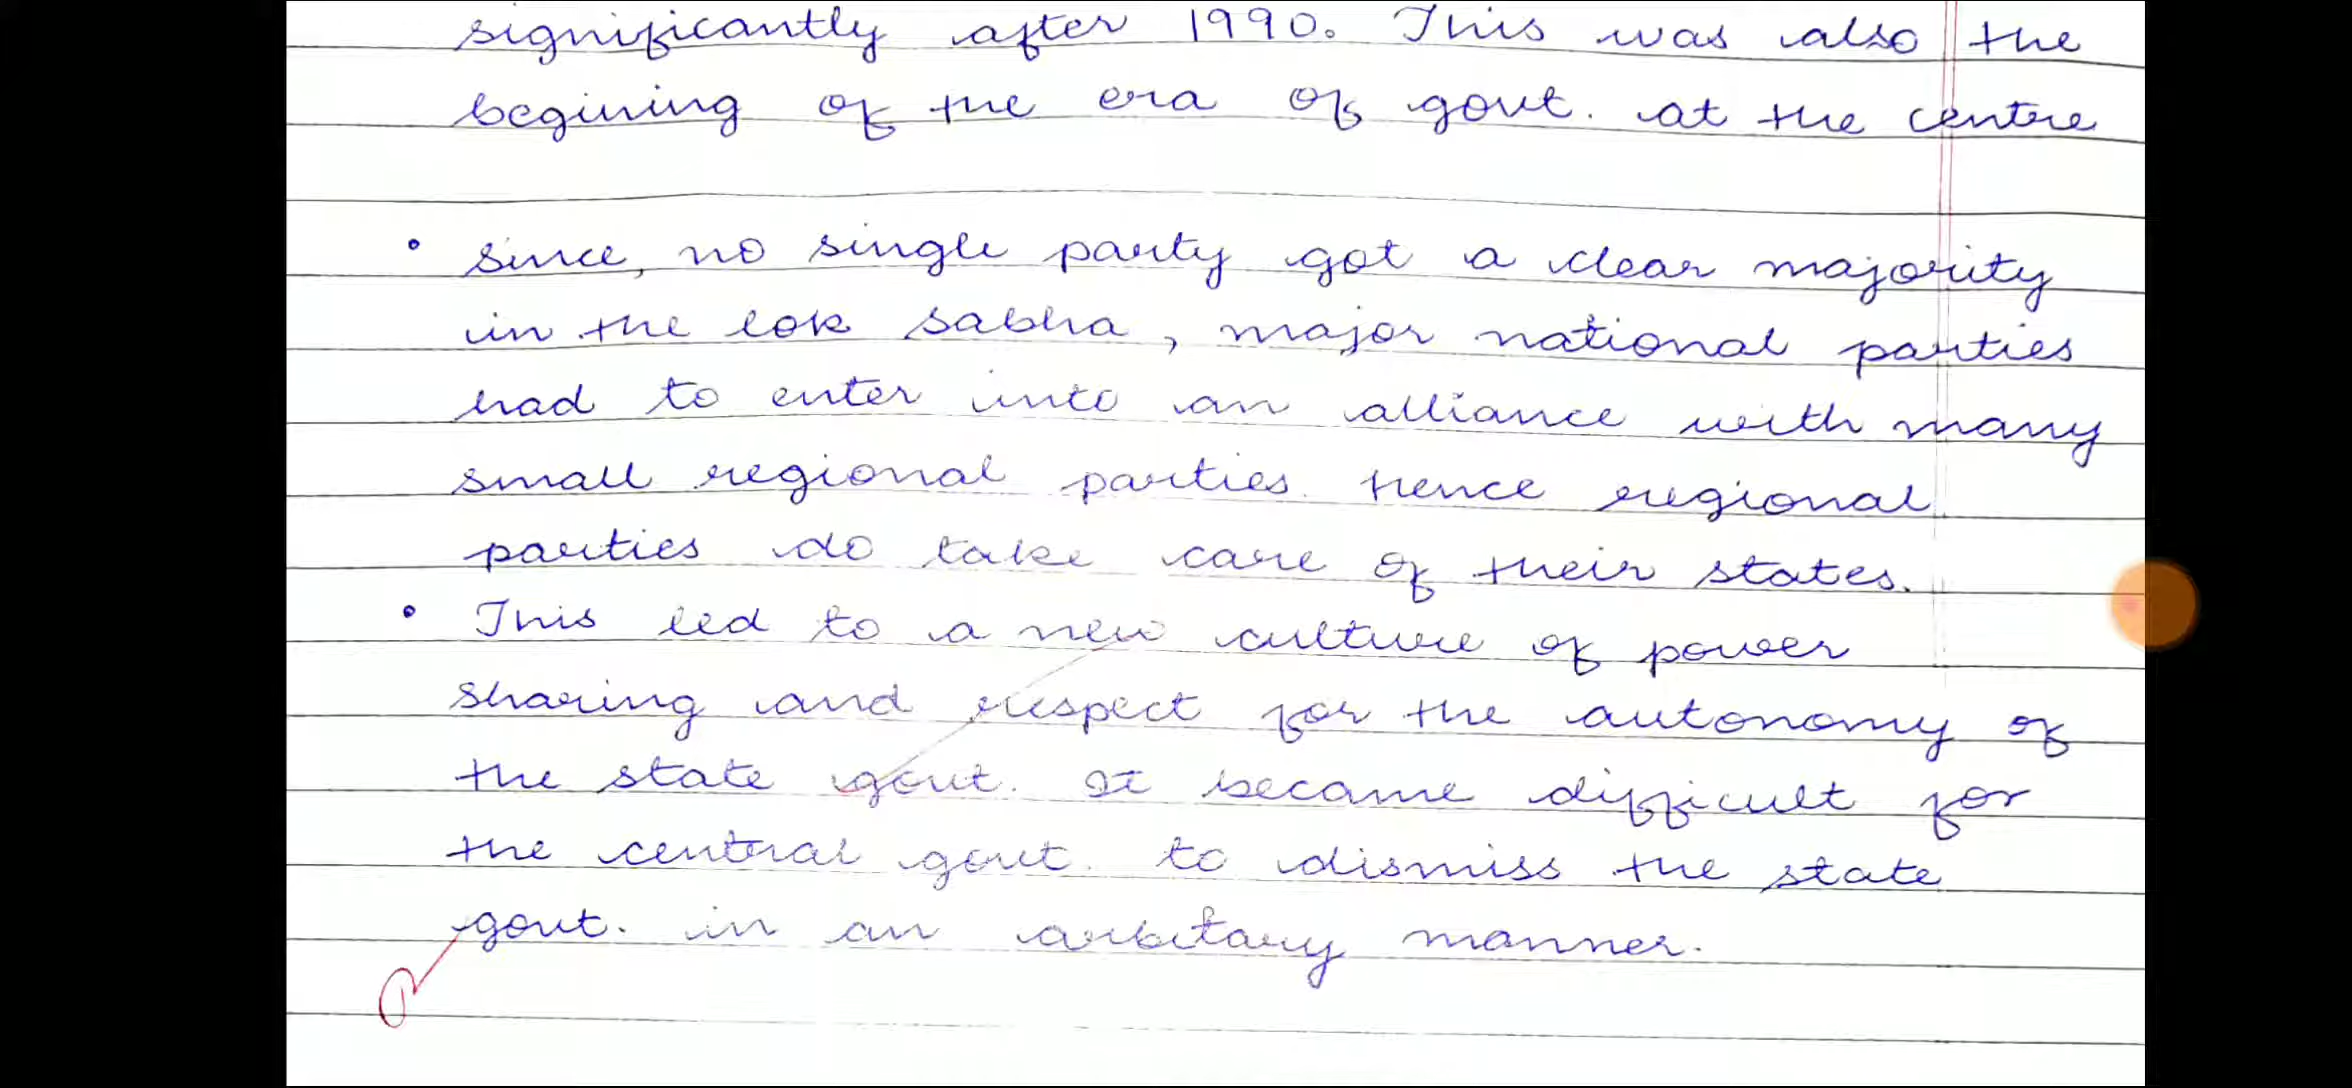 significantly after 1990. This was also the
begining of the era of govt. at the centre
• Since, no single party got a clear majority
in the lok sabha, major national parties
had to enter into an alliance with many
small regional parties. Hence regional
parties do take care of their states.
• This led to a new culture of power
sharing and respect for the autonomy of
the state govt. It became difficult for
the central govt. to dismiss the state
govt. in an arbitary manner.